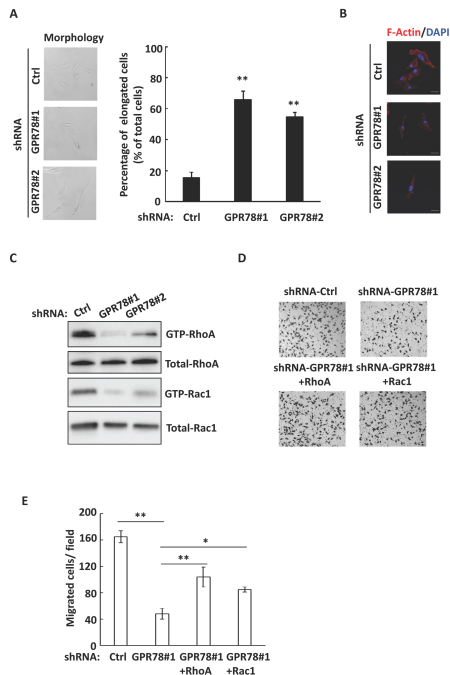 A
Morphology
shRNA
Ctrl
GPR78#1
GPR78#2
Percentage of elongated cells
(% of total cells)
100
80
60
40
20
0
**
**
shRNA: Ctrl GPR78#1 GPR78#2
B
F-Actin/DAPI
shRNA
Ctrl
GPR78#1
GPR78#2
C
shRNA: Ctrl GPR78#1 GPR78#2
GTP-RhoA
Total-RhoA
GTP-Rac1
Total-Rac1
D
shRNA-Ctrl shRNA-GPR78#1
shRNA-GPR78#1 shRNA-GPR78#1
+RhoA +Rac1
E
Migrated cells/ field
200
160
120
80
40
0
**
*
**
shRNA: Ctrl GPR78#1 GPR78#1 GPR78#1
+RhoA +Rac1